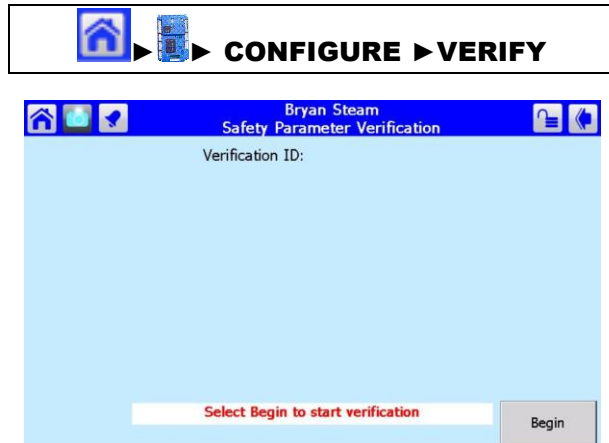 ► ► CONFIGURE ►VERIFY
Bryan Steam
Safety Parameter Verification
Verification ID:
Select Begin to start verification
Begin